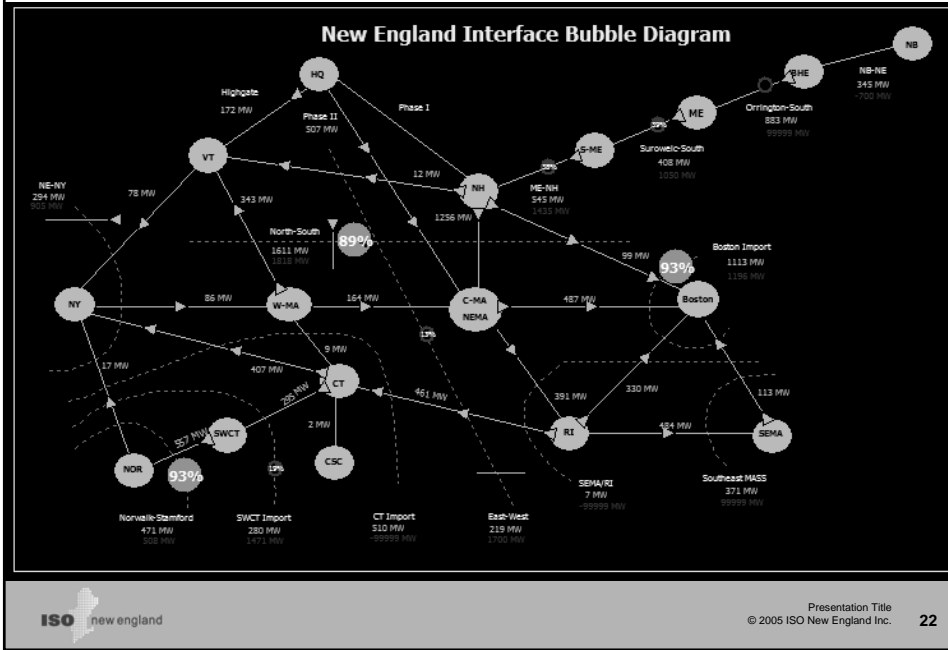 New England Interface Bubble Diagram
NB
HQ
BHE
NB-NE
345 MW
-700 MW
Highgate
172 MW
Phase II
507 MW
Phase I
Orrington-South
883 MW
99999 MW
ME
39%
S-ME
Suroweic-South
408 MW
1050 MW
VT
38%
12 MW
NH
ME-NH
545 MW
1435 MW
NE-NY
294 MW
905 MW
78 MW
343 MW
1256 MW
North-South
1611 MW
1818 MW
89%
99 MW
Boston Import
1113 MW
1196 MW
93%
NY
86 MW
W-MA
164 MW
C-MA
NEMA
487 MW
Boston
13%
9 MW
17 MW
407 MW
CT
295 MW
461 MW
391 MW
330 MW
113 MW
2 MW
557 MW
SWCT
RI
484 MW
SEMA
NOR
93%
19%
CSC
SEMA/RI
7 MW
-99999 MW
Southeast MASS
371 MW
99999 MW
Norwalk-Stamford
471 MW
508 MW
SWCT Import
280 MW
1471 MW
CT Import
510 MW
-99999 MW
East-West
219 MW
1700 MW
ISO new england
Presentation Title
© 2005 ISO New England Inc.
22